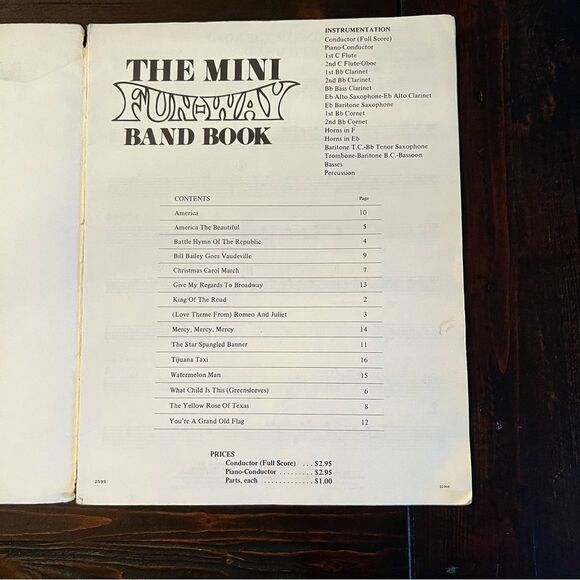 THE MINI
FUN-WAY
BAND BOOK
INSTRUMENTATION
Conductor (Full Score)
Piano-Conductor
1st C Flute
2nd C Flute-Oboe
1st Bb Clarinet
2nd Bb Clarinet
Bb Bass Clarinet
Eb Alto Saxophone-Eb Alto Clarinet
Eb Baritone Saxophone
1st Bb Cornet
2nd Bb Cornet
Horns in F
Horns in Eb
Baritone T.C.-Bb Tenor Saxophone
Trombone-Baritone B.C.-Bassoon
Basses
Percussion
CONTENTS Page
America 10
America The Beautiful 5
Battle Hymn Of The Republic 4
Bill Bailey Goes Vaudeville 9
Christmas Carol March 7
Give My Regards To Broadway 13
King Of The Road 2
(Love Theme From) Romeo And Juliet 3
Mercy, Mercy, Mercy 14
The Star Spangled Banner 11
Tijuana Taxi 16
Watermelon Man 15
What Child Is This (Greensleeves) 6
The Yellow Rose Of Texas 8
You're A Grand Old Flag 12
PRICES
Conductor (Full Score) ... $2.95
Piano-Conductor ......... $2.95
Parts, each ............. $1.00
2595